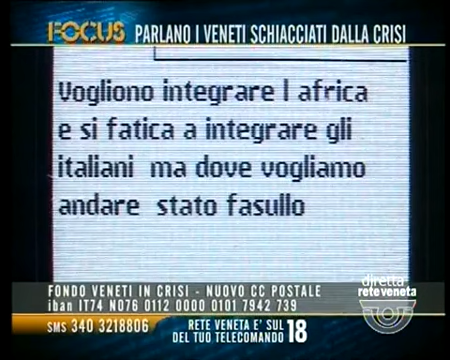 FOCUS PARLANO I VENETI SCHIACCIATI DALLA CRISI
Vogliono integrare l africa
e si fatica a integrare gli
italiani ma dove vogliamo
andare stato fasullo
diretta
reteveneta
FONDO VENETI IN CRISI - NUOVO CC POSTALE
iban IT74 N076 0112 0000 0101 7942 739
SMS 340 3218806
RETE VENETA E' SUL
DEL TUO TELECOMANDO 18